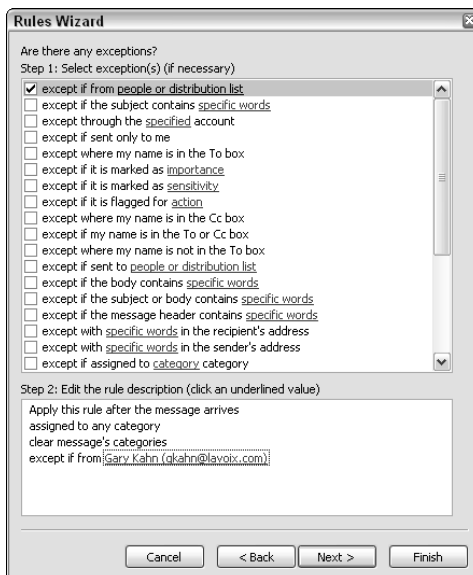 Rules Wizard
Are there any exceptions?
Step 1: Select exception(s) (if necessary)
except if from people or distribution list
except if the subject contains specific words
except through the specified account
except if sent only to me
except where my name is in the To box
except if it is marked as importance
except if it is marked as sensitivity
except if it is flagged for action
except where my name is in the Cc box
except if my name is in the To or Cc box
except where my name is not in the To box
except if sent to people or distribution list
except if the body contains specific words
except if the subject or body contains specific words
except if the message header contains specific words
except with specific words in the recipient's address
except with specific words in the sender's address
except if assigned to category category
Step 2: Edit the rule description (click an underlined value)
Apply this rule after the message arrives
assigned to any category
clear message's categories
except if from Gary Kahn (gkahn@lavoix.com)
Cancel < Back Next > Finish